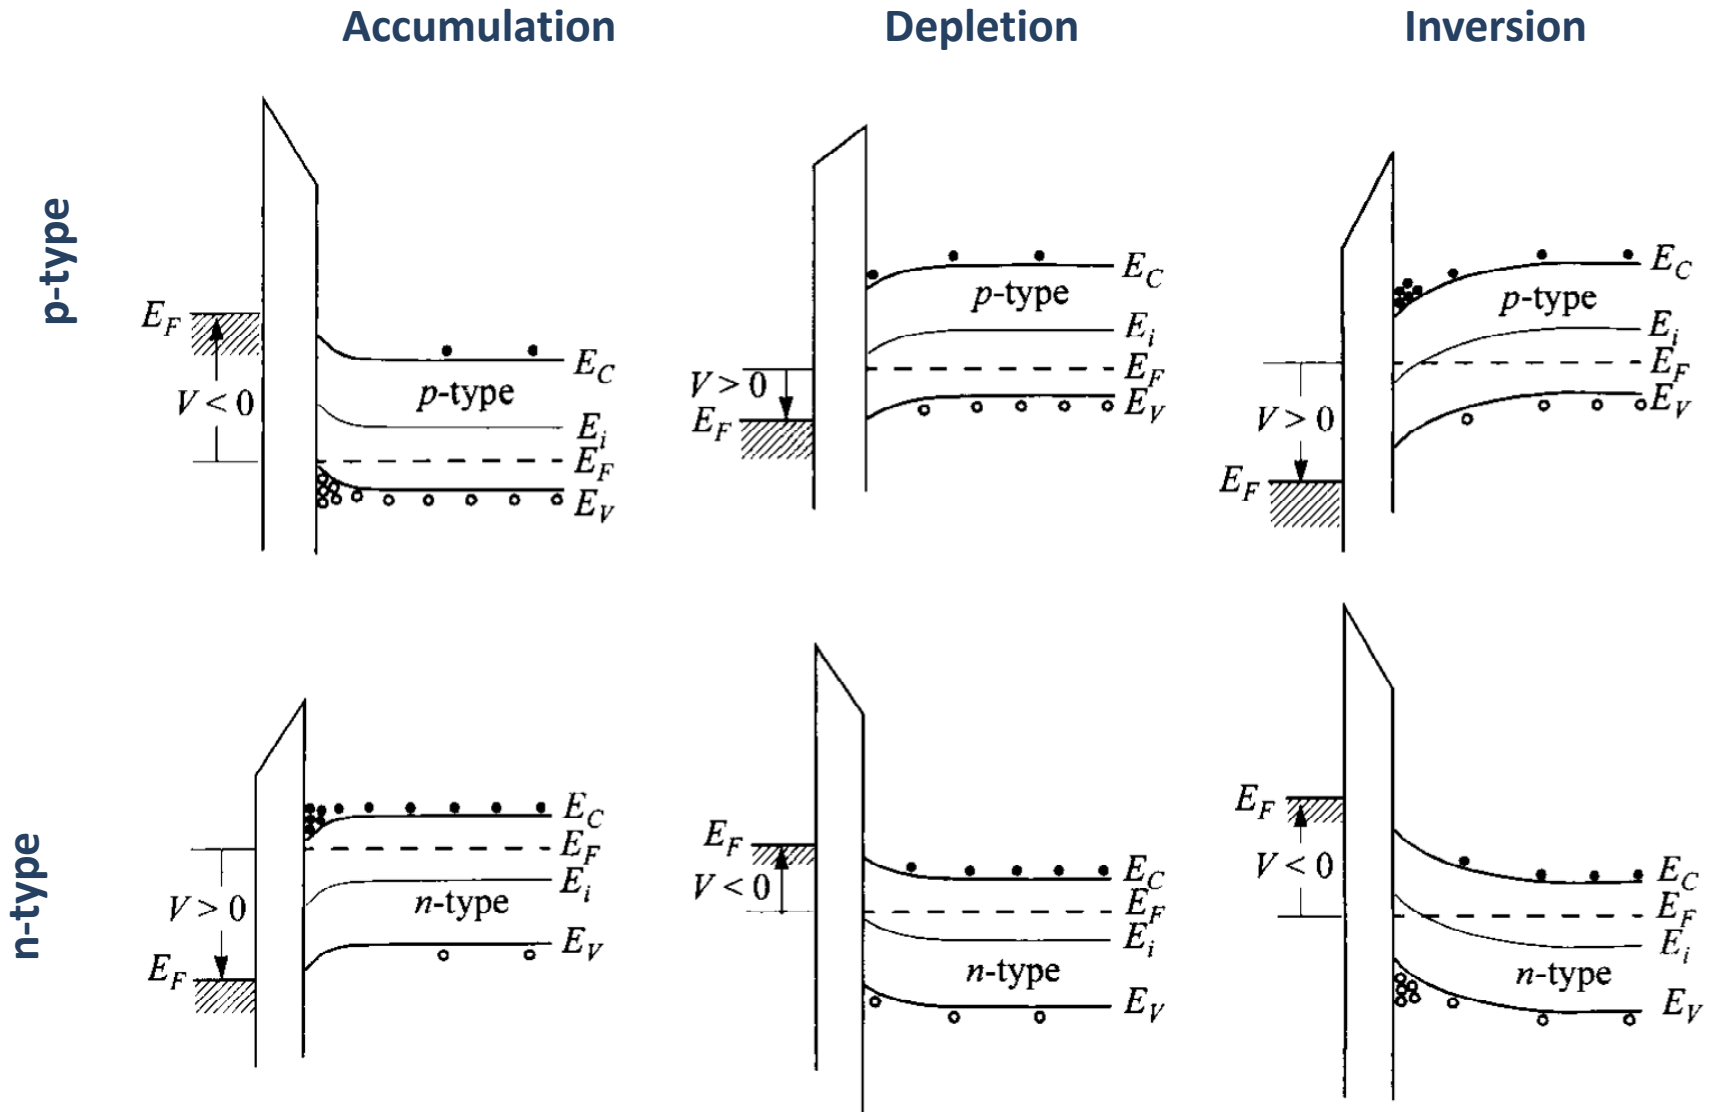 Accumulation
Depletion
Inversion
p-type
E_F
V < 0
E_C
p-type
E_i
E_F
E_V
E_C
p-type
E_i
V > 0
E_F
E_F
E_V
E_C
p-type
E_i
E_F
V > 0
E_V
E_F
n-type
E_C
E_F
E_i
V > 0
n-type
E_V
E_F
E_F
V < 0
E_C
E_F
E_i
n-type
E_V
E_F
V < 0
E_C
E_F
E_i
n-type
E_V